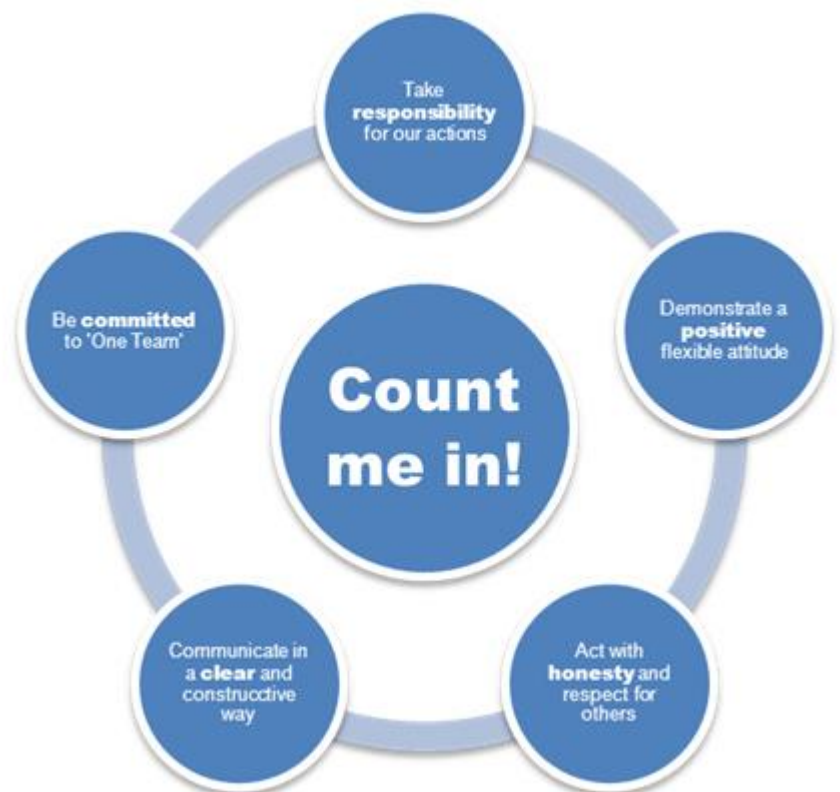 Take
responsibility
for our actions
Demonstrate a
positive
flexible attitude
Act with
honesty and
respect for
others
Communicate in
a clear and
construcctive
way
Be committed
to 'One Team'
Count
me in!